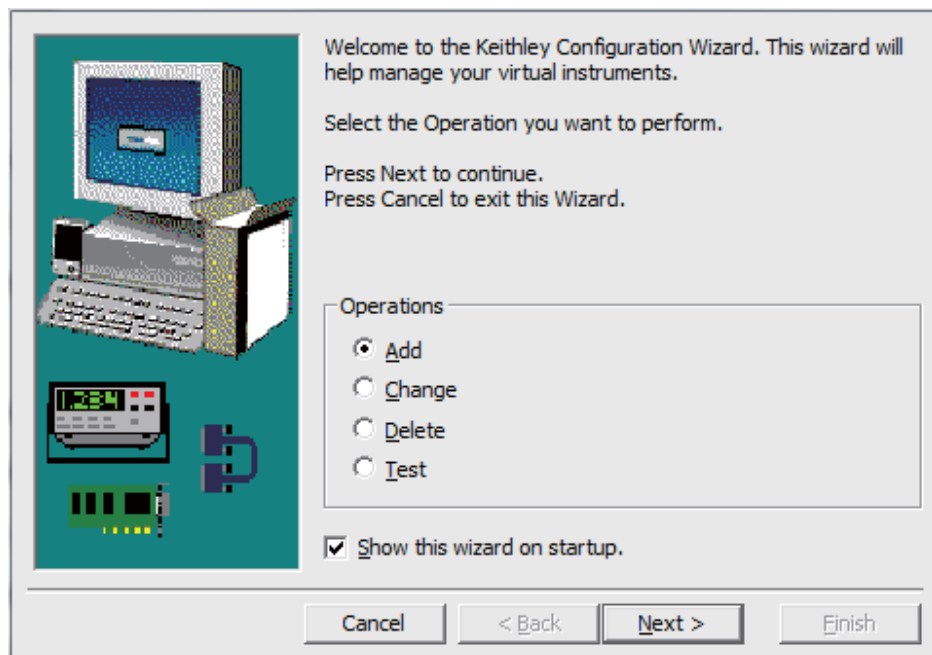 Welcome to the Keithley Configuration Wizard. This wizard will
help manage your virtual instruments.
Select the Operation you want to perform.
Press Next to continue.
Press Cancel to exit this Wizard.
Operations
Add
Change
Delete
Test
1.234
Show this wizard on startup.
Cancel
< Back
Next >
Finish